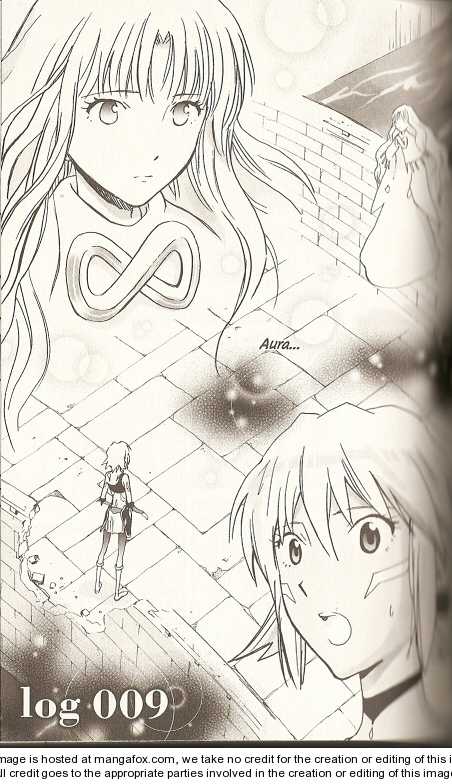 Aura...
log 009
mage is hosted at mangafox.com, we take no credit for the creation or editing of this i
ll credit goes to the appropriate parties involved in the creation or editing of this imag